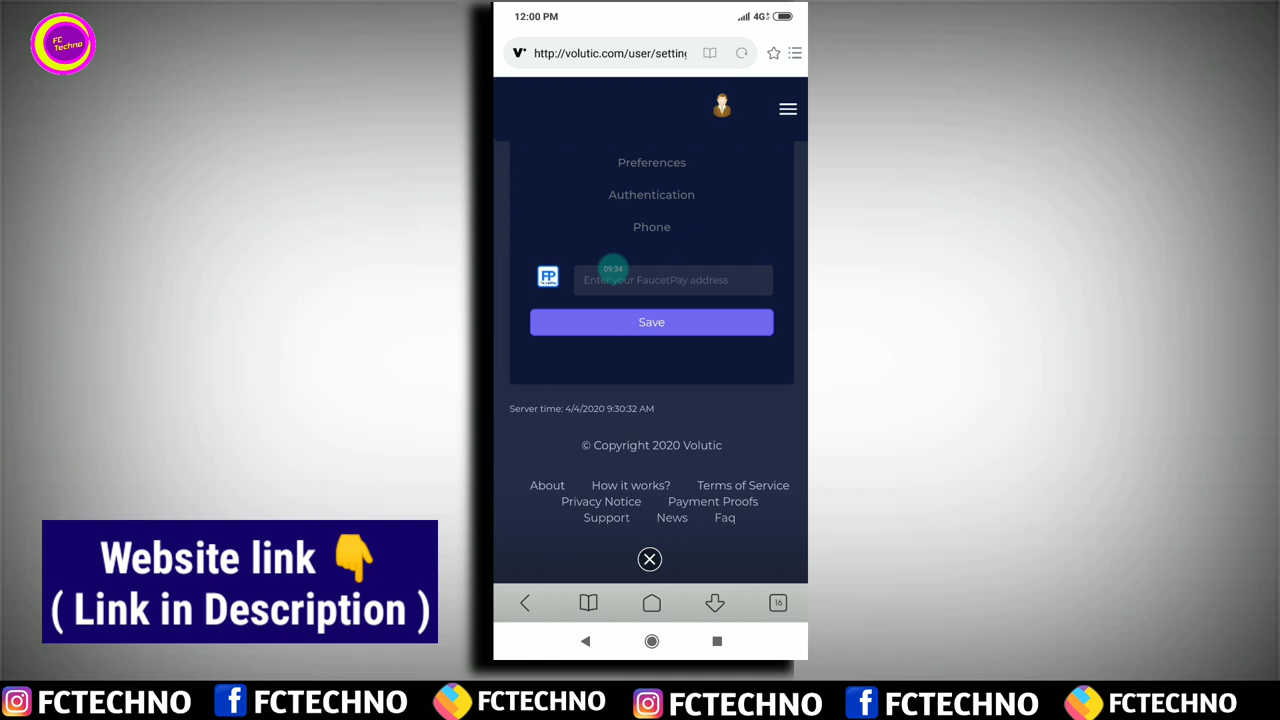 FC
Techno
12:00 PM
4G+
V
http://volutic.com/user/setting
Preferences
Authentication
Phone
FP
09:34
Enter your FaucetPay address
Save
Server time: 4/4/2020 9:30:32 AM
© Copyright 2020 Volutic
About How it works? Terms of Service
Privacy Notice Payment Proofs
Support News Faq
16
Website link 👇
( Link in Description )
FCTECHNO FCTECHNO FCTECHNO FCTECHNO FCTECHNO FCTECHNO